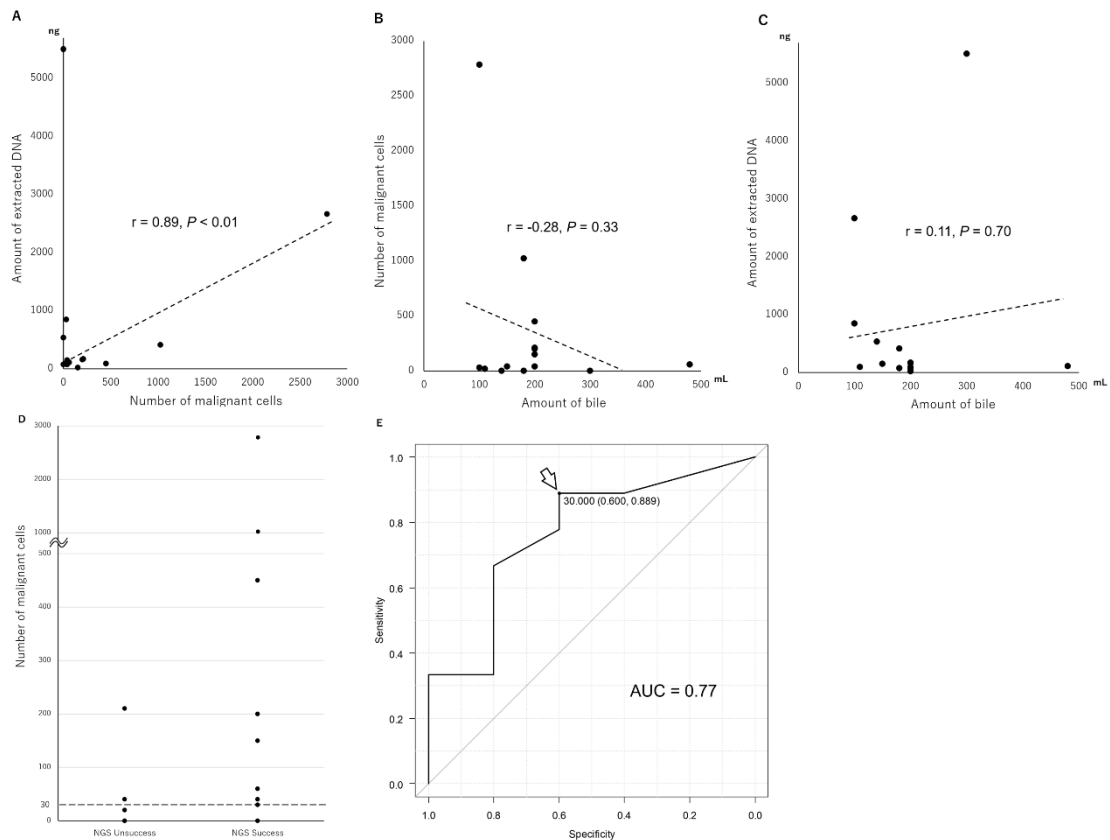 A
ng
5000
4000
3000
2000
1000
0
0 500 1000 1500 2000 2500 3000
Amount of extracted DNA
Number of malignant cells
r = 0.89, P < 0.01
B
3000
2500
2000
1500
1000
500
0
0 100 200 300 400 500
mL
Number of malignant cells
Amount of bile
r = -0.28, P = 0.33
C
ng
5000
4000
3000
2000
1000
0
0 100 200 300 400 500
mL
Amount of extracted DNA
Amount of bile
r = 0.11, P = 0.70
D
3000
2000
1000
500
400
300
200
100
30
0
Number of malignant cells
NGS Unsuccess NGS Success
E
1.0
0.8
0.6
0.4
0.2
0.0
1.0 0.8 0.6 0.4 0.2 0.0
Sensitivity
Specificity
30.000 (0.600, 0.889)
AUC = 0.77